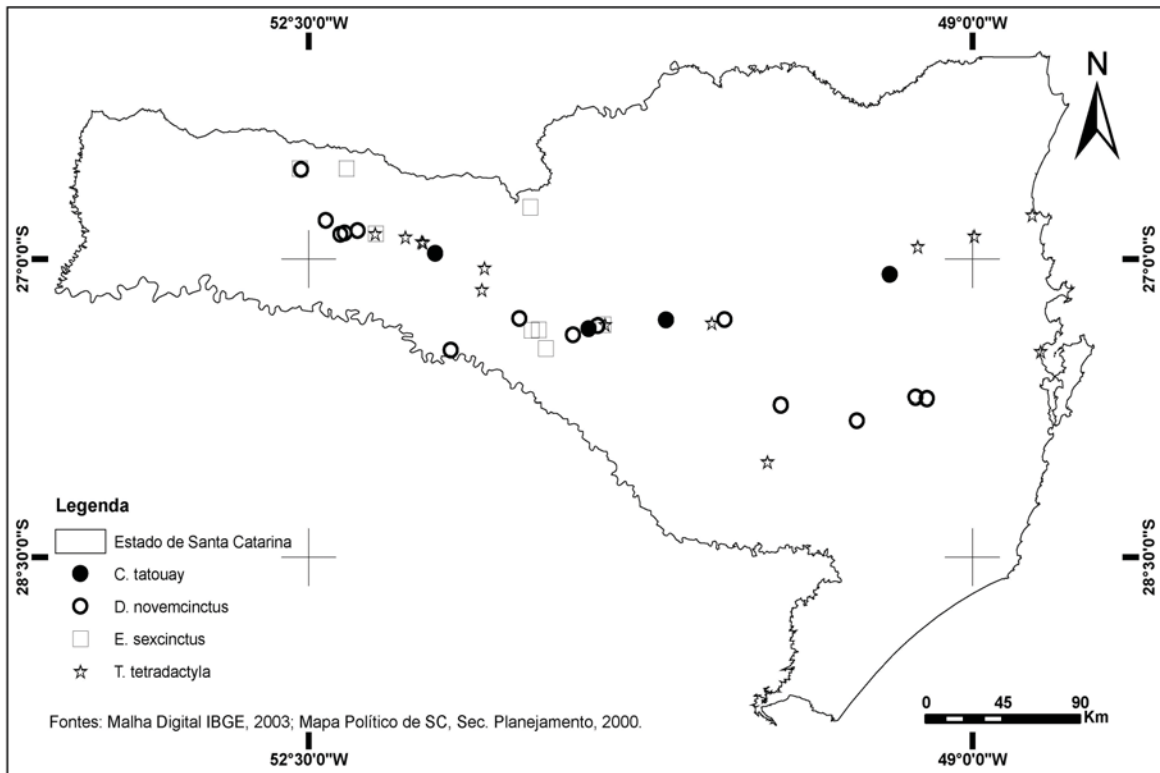 52°30'0"W
49°0'0"W
N
27°0'0"S
27°0'0"S
28°30'0"S
28°30'0"S
Legenda
Estado de Santa Catarina
C. tatouay
D. novemcinctus
E. sexcinctus
T. tetradactyla
0 45 90
Km
Fontes: Malha Digital IBGE, 2003; Mapa Político de SC, Sec. Planejamento, 2000.
52°30'0"W
49°0'0"W